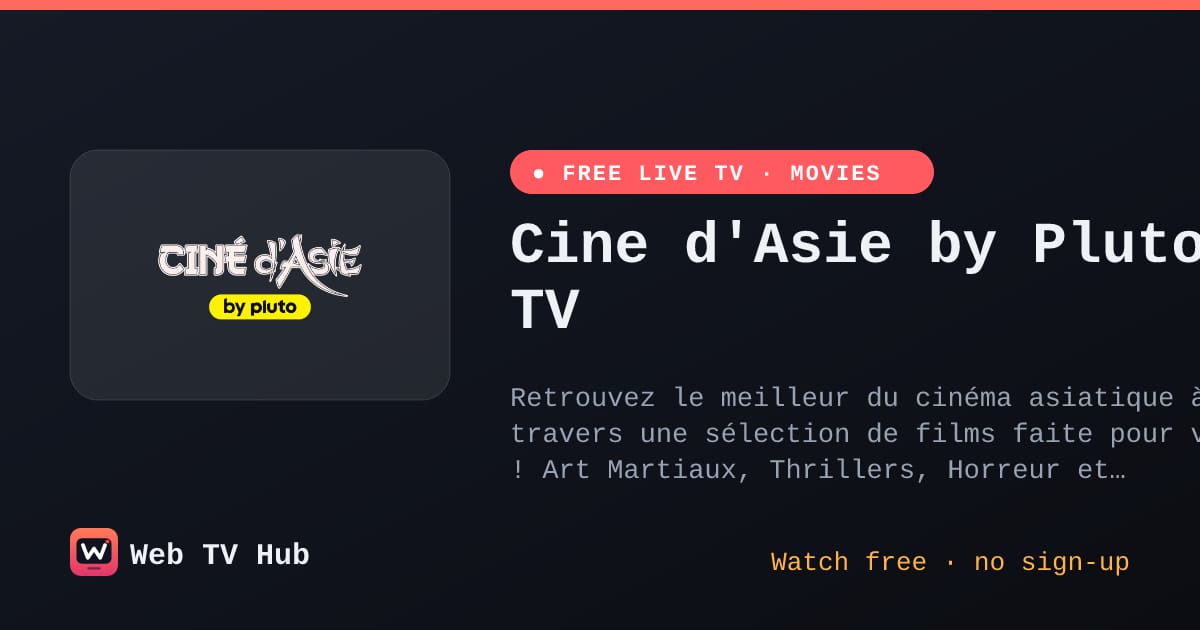 CINÉ d'Asie
by pluto
● FREE LIVE TV · MOVIES
Cine d'Asie by Pluto
TV
Retrouvez le meilleur du cinéma asiatique à
travers une sélection de films faite pour
! Art Martiaux, Thrillers, Horreur et…
W
Web TV Hub
Watch free · no sign-up